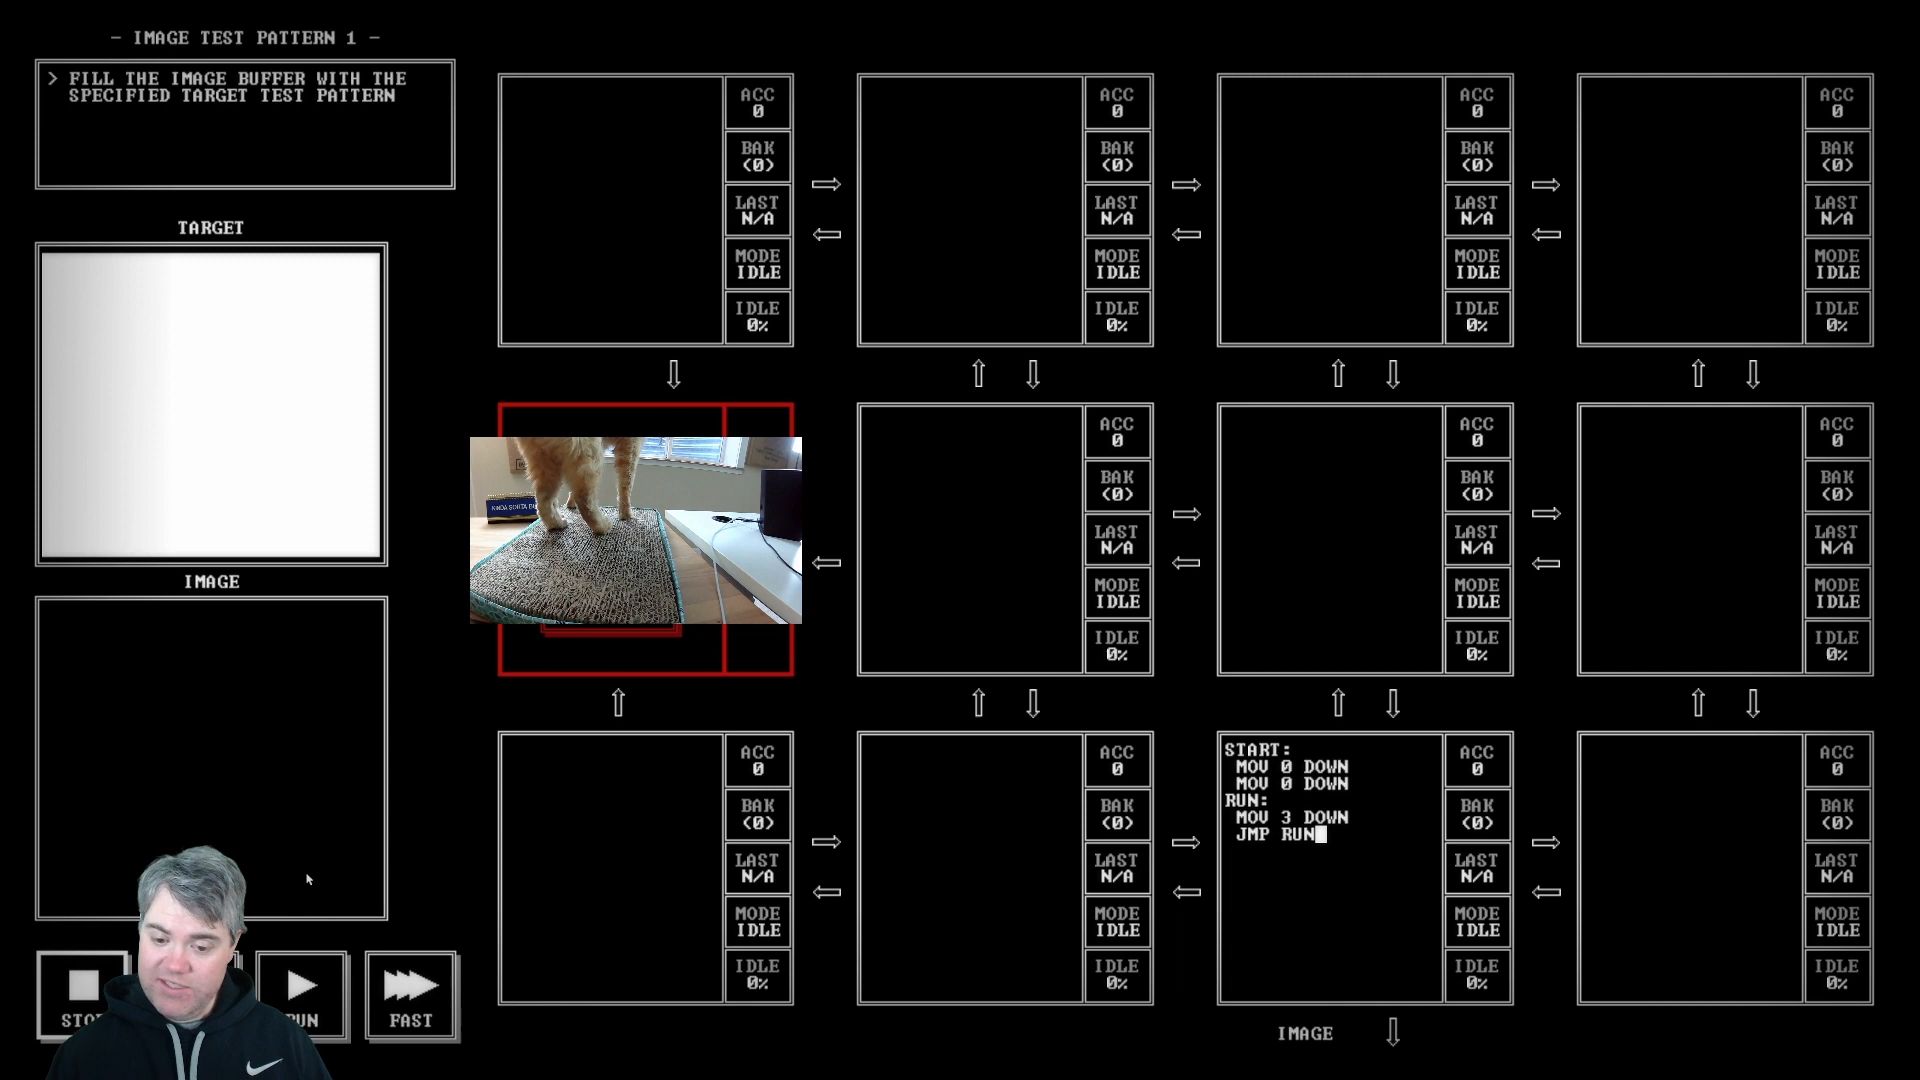 - IMAGE TEST PATTERN 1 -
> FILL THE IMAGE BUFFER WITH THE
SPECIFIED TARGET TEST PATTERN
TARGET
IMAGE
STOP
RUN
FAST
ACC
0
BAK
(0)
LAST
N/A
MODE
IDLE
IDLE
0%
ACC
0
BAK
(0)
LAST
N/A
MODE
IDLE
IDLE
0%
ACC
0
BAK
(0)
LAST
N/A
MODE
IDLE
IDLE
0%
ACC
0
BAK
(0)
LAST
N/A
MODE
IDLE
IDLE
0%
KINDA SORTA
ACC
0
BAK
(0)
LAST
N/A
MODE
IDLE
IDLE
0%
ACC
0
BAK
(0)
LAST
N/A
MODE
IDLE
IDLE
0%
ACC
0
BAK
(0)
LAST
N/A
MODE
IDLE
IDLE
0%
ACC
0
BAK
(0)
LAST
N/A
MODE
IDLE
IDLE
0%
ACC
0
BAK
(0)
LAST
N/A
MODE
IDLE
IDLE
0%
START:
MOV 0 DOWN
MOV 0 DOWN
RUN:
MOV 3 DOWN
JMP RUN
ACC
0
BAK
(0)
LAST
N/A
MODE
IDLE
IDLE
0%
ACC
0
BAK
(0)
LAST
N/A
MODE
IDLE
IDLE
0%
IMAGE